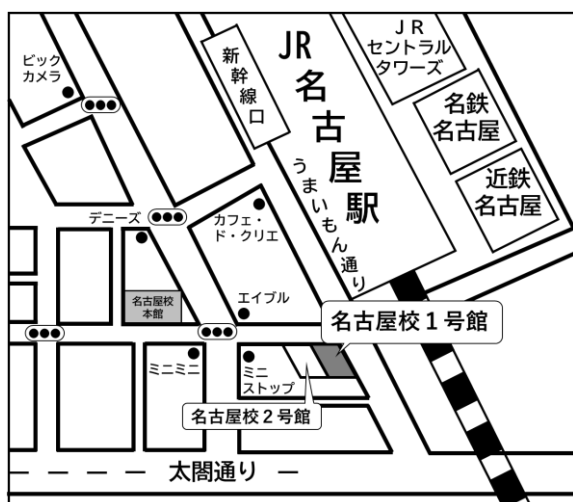 ビック
カメラ
新幹線口
JR名古屋駅
うまいもん通り
JR
セントラル
タワーズ
名鉄
名古屋
近鉄
名古屋
デニーズ
カフェ・
ド・クリエ
名古屋校
本館
エイブル
名古屋校1号館
ミニミニ
ミニ
ストップ
名古屋校2号館
太閤通り